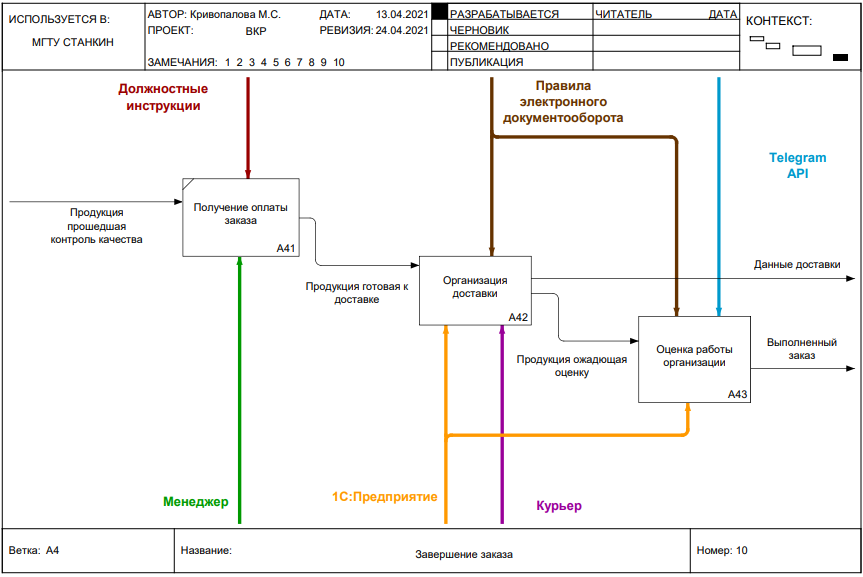 ИСПОЛЬЗУЕТСЯ В:
МГТУ СТАНКИН
АВТОР: Кривопалова М.С.
ДАТА: 13.04.2021
ПРОЕКТ: ВКР
РЕВИЗИЯ: 24.04.2021
ЗАМЕЧАНИЯ: 1 2 3 4 5 6 7 8 9 10
РАЗРАБАТЫВАЕТСЯ
ЧЕРНОВИК
РЕКОМЕНДОВАНО
ПУБЛИКАЦИЯ
ЧИТАТЕЛЬ ДАТА
КОНТЕКСТ:
Должностные
инструкции
Правила
электронного
документооборота
Telegram
API
Продукция
прошедшая
контроль качества
Получение оплаты
заказа
A41
Продукция готовая к
доставке
Организация
доставки
A42
Данные доставки
Продукция ожадающая
оценку
Оценка работы
организации
A43
Выполненный
заказ
Менеджер
1С:Предприятие
Курьер
Ветка: A4
Название:
Завершение заказа
Номер: 10